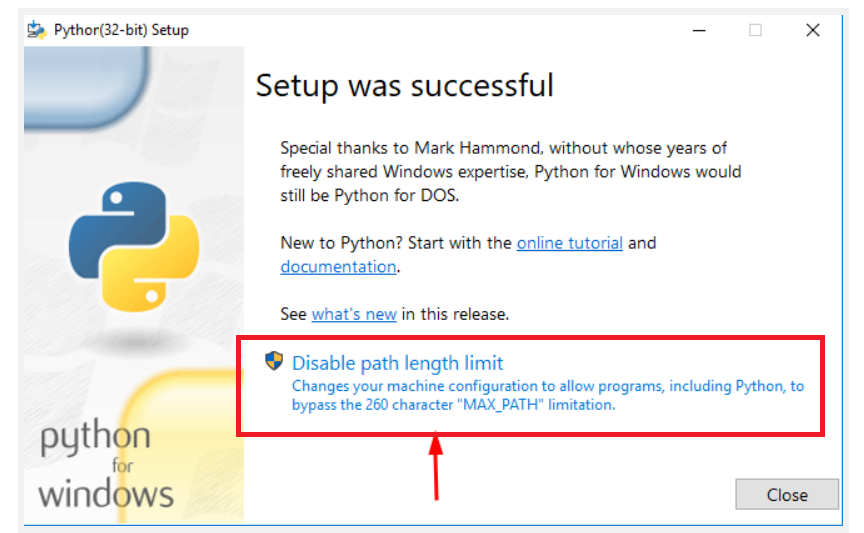 Pythor(32-bit) Setup
Setup was successful
Special thanks to Mark Hammond, without whose years of
freely shared Windows expertise, Python for Windows would
still be Python for DOS.
New to Python? Start with the online tutorial and
documentation.
See what's new in this release.
Disable path length limit
Changes your machine configuration to allow programs, including Python, to
bypass the 260 character "MAX_PATH" limitation.
python
for
windows
Close